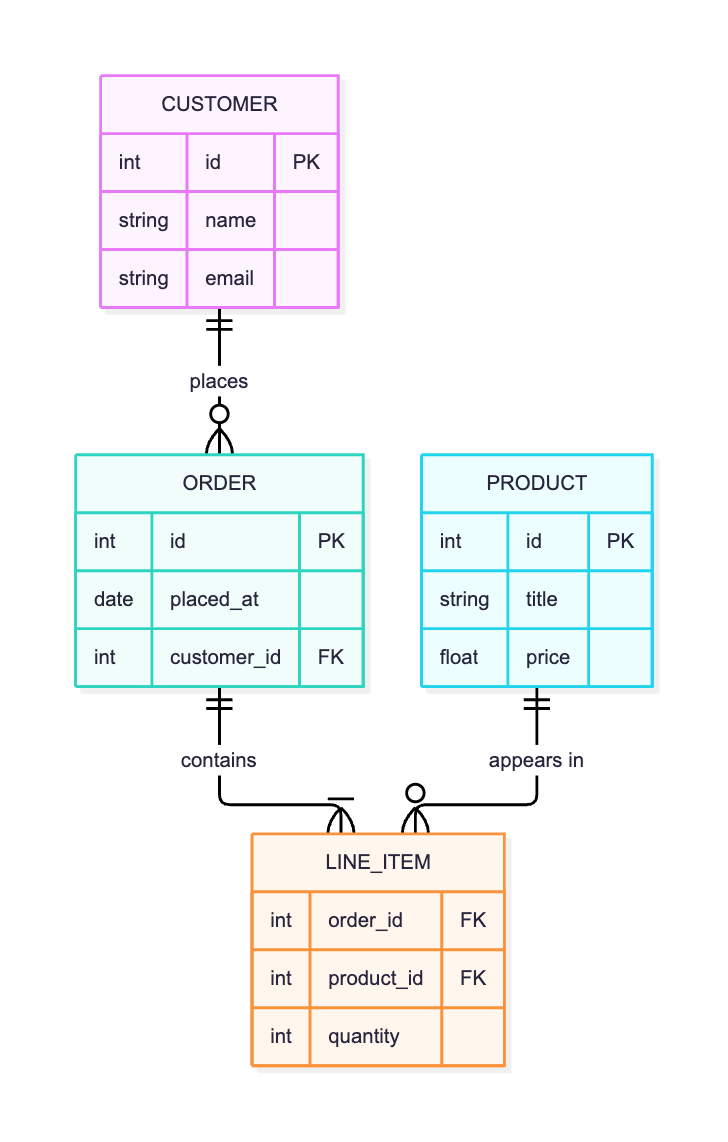 CUSTOMER
int id PK
string name
string email
places
ORDER
int id PK
date placed_at
int customer_id FK
PRODUCT
int id PK
string title
float price
contains
appears in
LINE_ITEM
int order_id FK
int product_id FK
int quantity